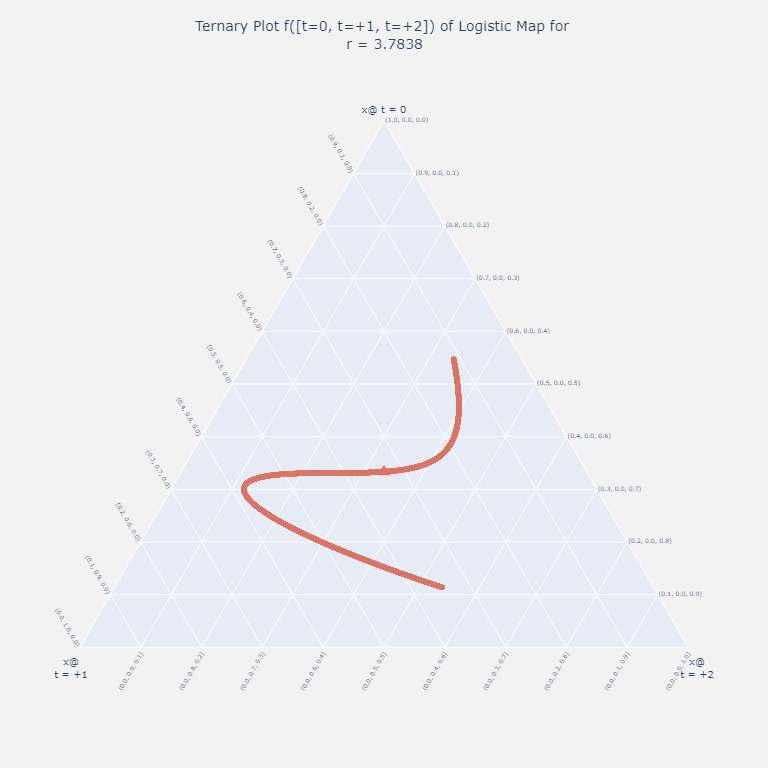 Ternary Plot f([t=0, t=+1, t=+2]) of Logistic Map for
r = 3.7838
x@ t = 0
(1.0, 0.0, 0.0)
(0.9, 0.1, 0.0)
(0.9, 0.0, 0.1)
(0.8, 0.2, 0.0)
(0.8, 0.0, 0.2)
(0.7, 0.3, 0.0)
(0.7, 0.0, 0.3)
(0.6, 0.4, 0.0)
(0.6, 0.0, 0.4)
(0.5, 0.5, 0.0)
(0.5, 0.0, 0.5)
(0.4, 0.6, 0.0)
(0.4, 0.0, 0.6)
(0.3, 0.7, 0.0)
(0.3, 0.0, 0.7)
(0.2, 0.8, 0.0)
(0.2, 0.0, 0.8)
(0.1, 0.9, 0.0)
(0.1, 0.0, 0.9)
(0.0, 1.0, 0.0)
x@
t = +1
(0.0, 0.9, 0.1)
(0.0, 0.8, 0.2)
(0.0, 0.7, 0.3)
(0.0, 0.6, 0.4)
(0.0, 0.5, 0.5)
(0.0, 0.4, 0.6)
(0.0, 0.3, 0.7)
(0.0, 0.2, 0.8)
(0.0, 0.1, 0.9)
(0.0, 0.0, 1.0)
x@
t = +2